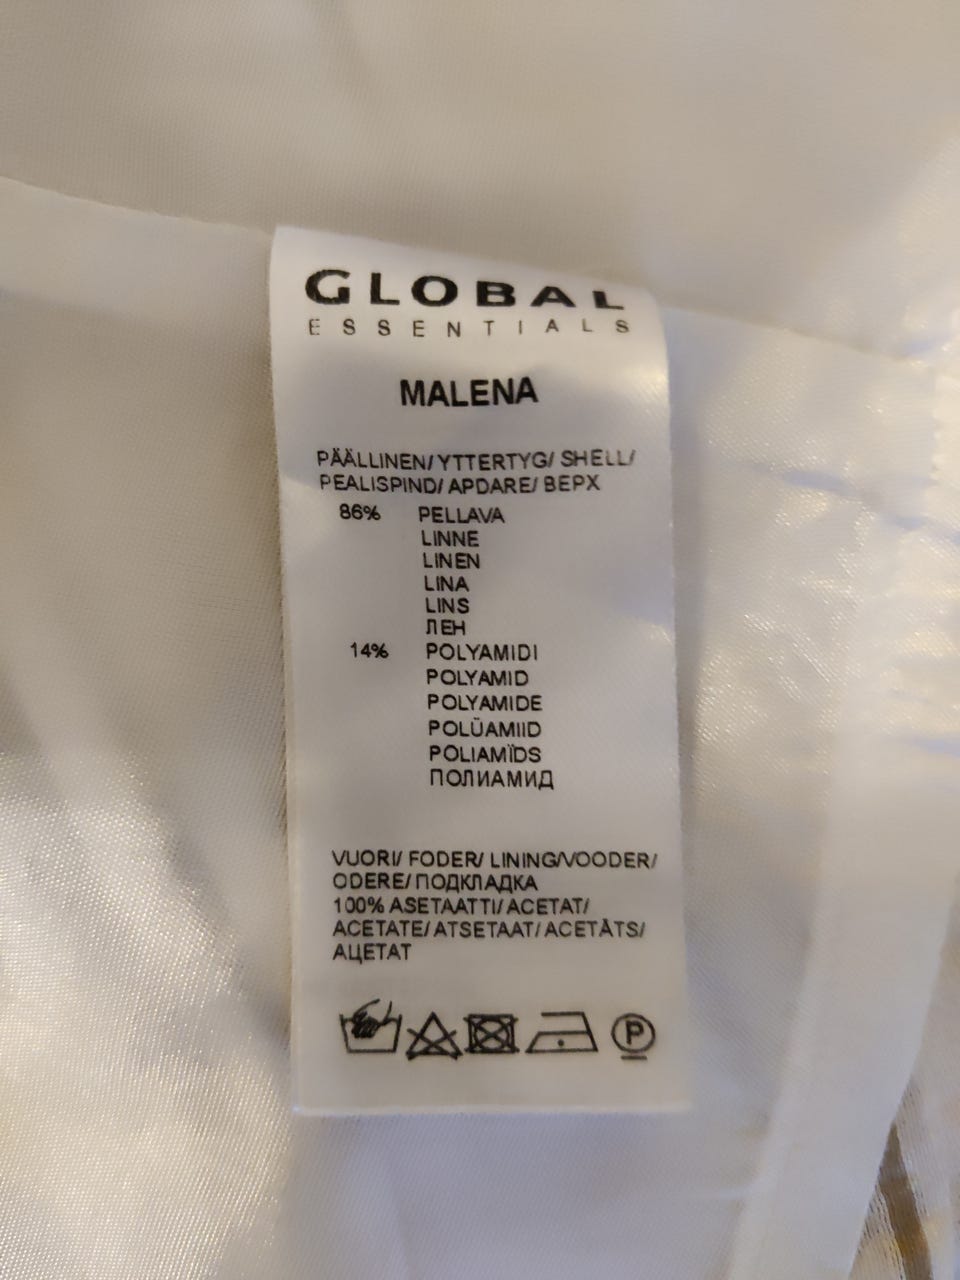 GLOBAL
ESSENTIALS
MALENA
PÄÄLLINEN/ YTTERTYG/ SHELL/
PEALISPIND/ APDARE/ ВЕРХ
86% PELLAVA
LINNE
LINEN
LINA
LINS
ЛЕН
14% POLYAMIDI
POLYAMID
POLYAMIDE
POLÜAMIID
POLIAMĪDS
ПОЛИАМИД
VUORI/ FODER/ LINING/VOODER/
ODERE/ ПОДКЛАДКА
100% ASETAATTI/ ACETAT/
ACETATE/ ATSETAAT/ ACETĀTS/
АЦЕТАТ
P